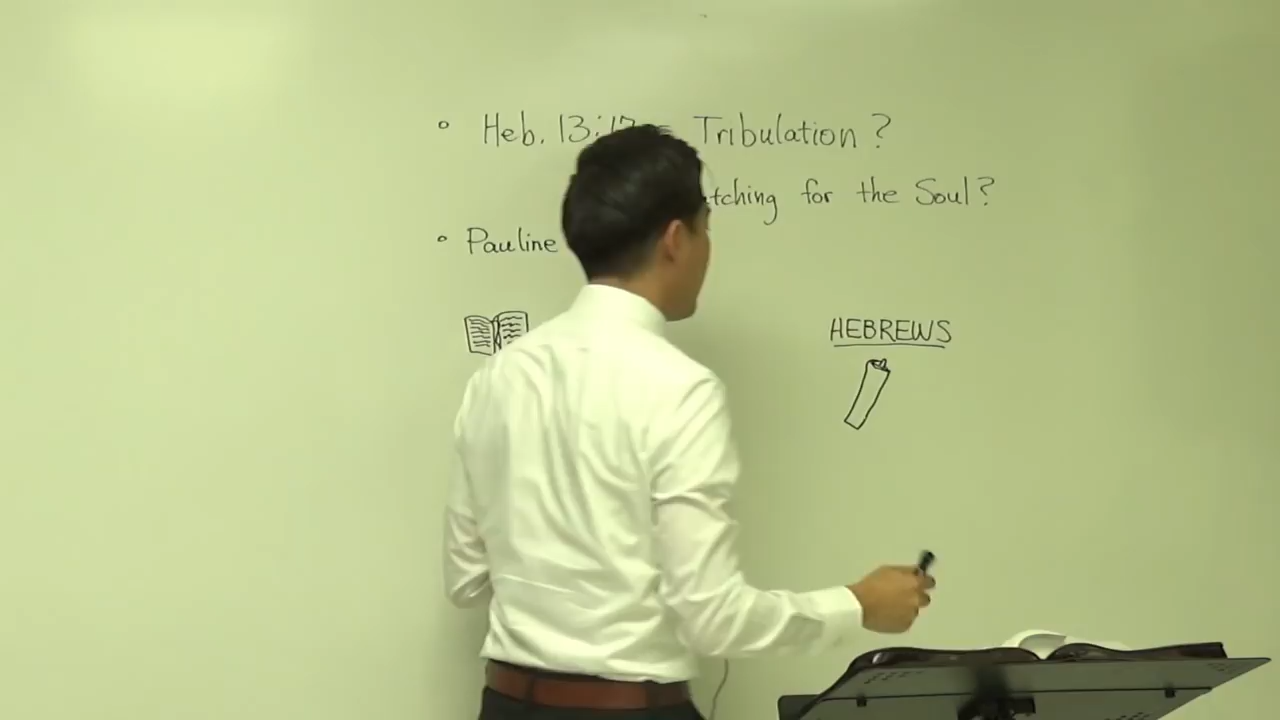 Heb. 13:17 = Tribulation?
tching for the Soul?
Pauline
HEBREWS